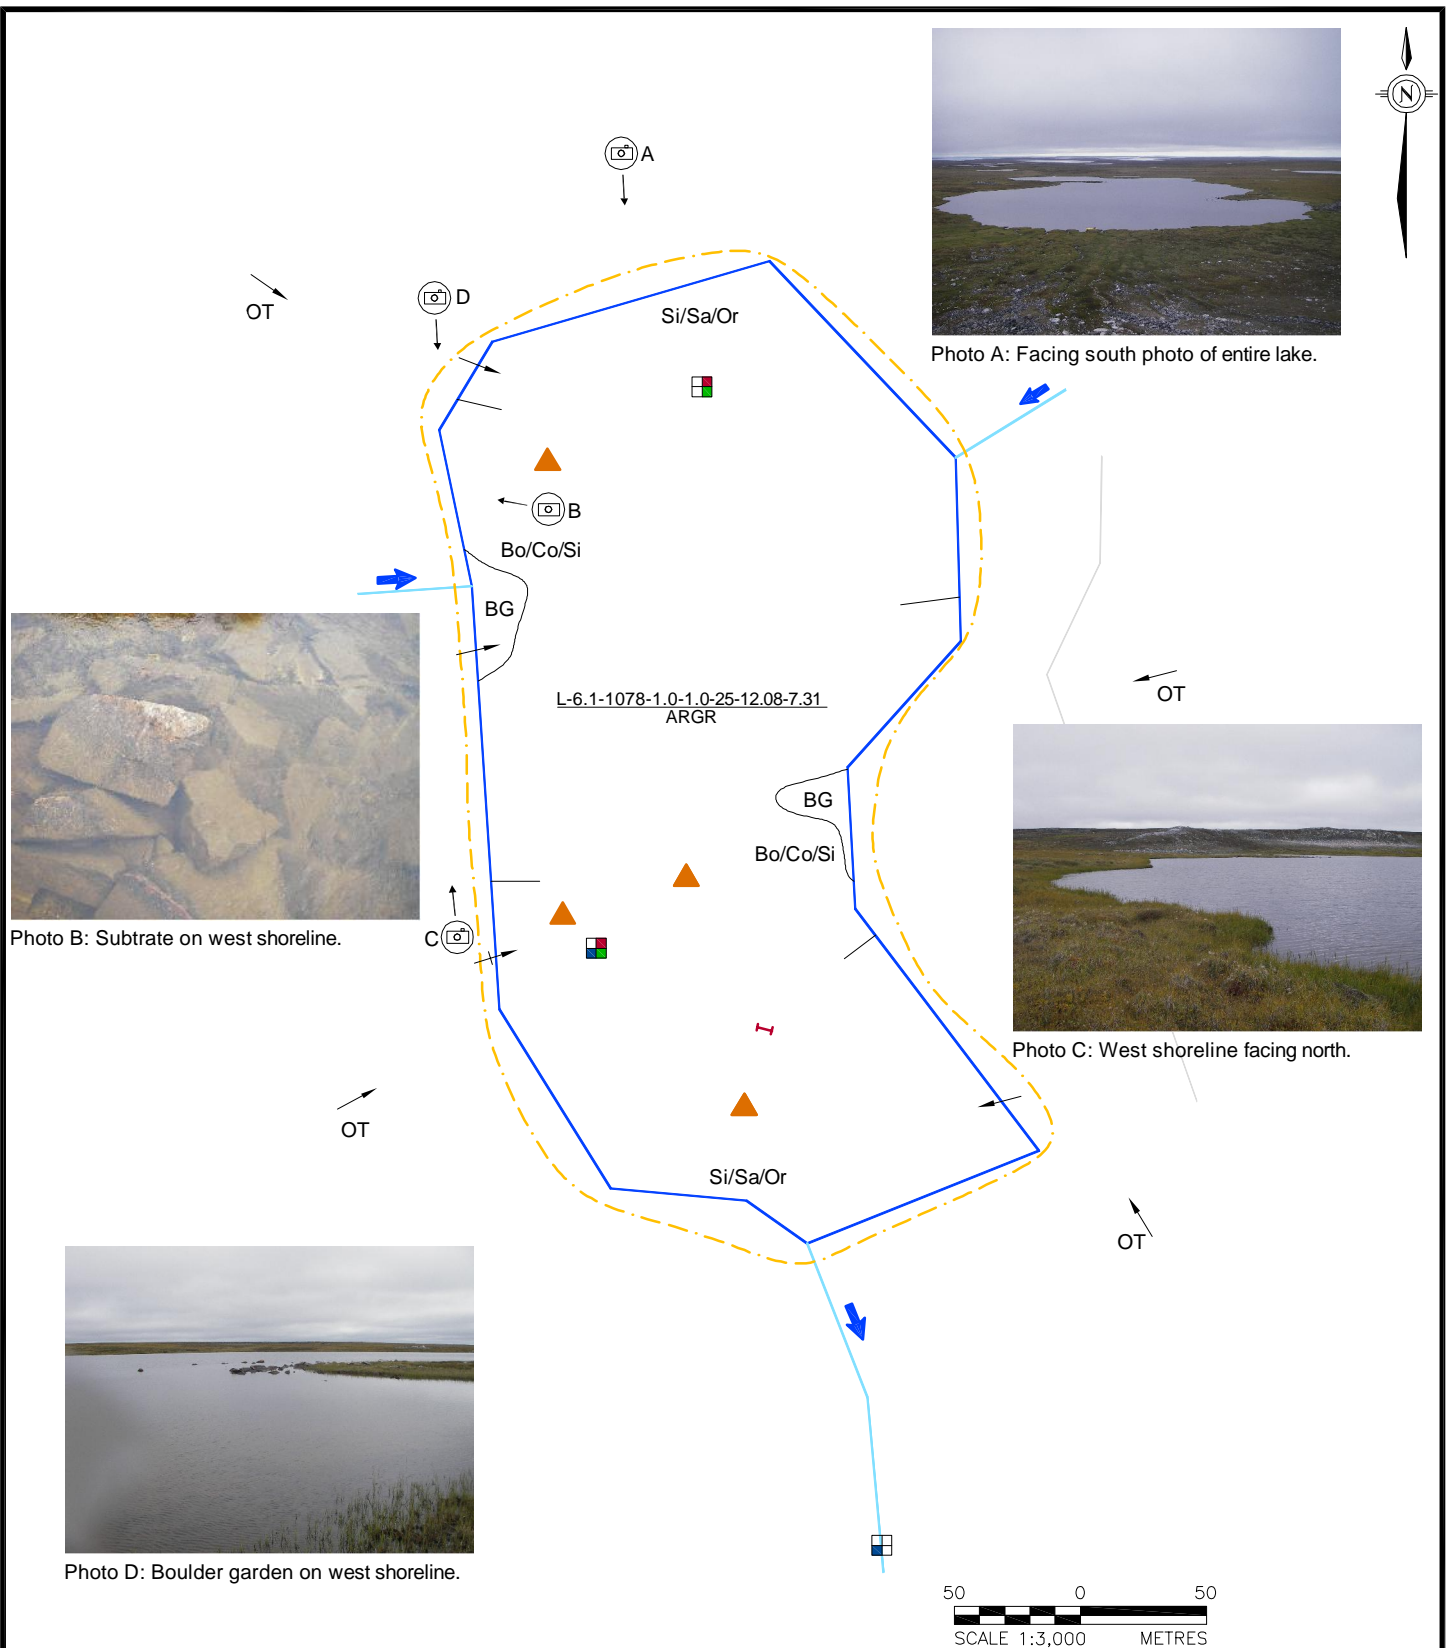 N
Photo A: Facing south photo of entire lake.
A
D
OT
Si/Sa/Or
B
Bo/Co/Si
BG
L-6.1-1078-1.0-1.0-25-12.08-7.31
ARGR
OT
BG
Bo/Co/Si
Photo B: Subtrate on west shoreline.
C
Photo C: West shoreline facing north.
OT
Si/Sa/Or
OT
Photo D: Boulder garden on west shoreline.
50 0 50
SCALE 1:3,000 METRES